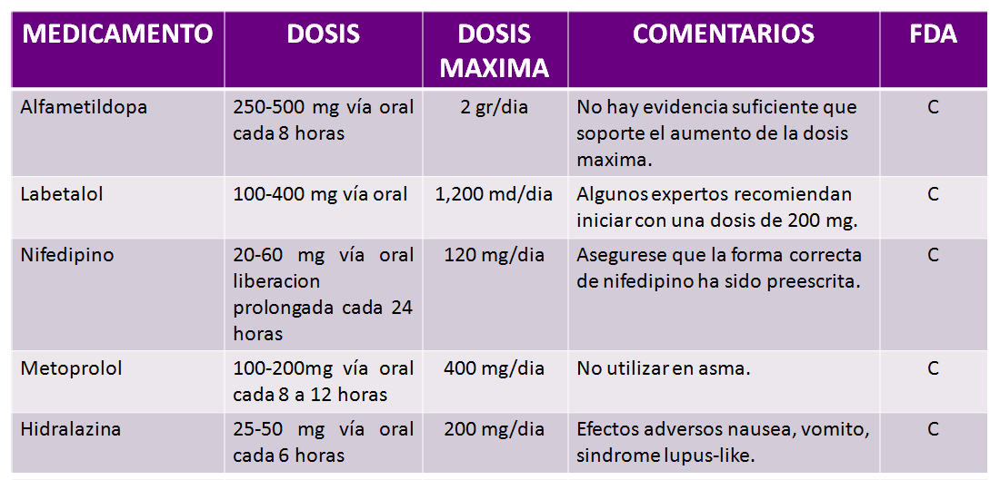 MEDICAMENTO
DOSIS
DOSIS
MAXIMA
COMENTARIOS
FDA
Alfametildopa
250-500 mg vía oral
cada 8 horas
2 gr/dia
No hay evidencia suficiente que
soporte el aumento de la dosis
maxima.
C
Labetalol
100-400 mg vía oral
1,200 md/dia
Algunos expertos recomiendan
iniciar con una dosis de 200 mg.
C
Nifedipino
20-60 mg vía oral
liberacion
prolongada cada 24
horas
120 mg/dia
Asegurese que la forma correcta
de nifedipino ha sido preescrita.
C
Metoprolol
100-200mg vía oral
cada 8 a 12 horas
400 mg/dia
No utilizar en asma.
C
Hidralazina
25-50 mg vía oral
cada 6 horas
200 mg/dia
Efectos adversos nausea, vomito,
sindrome lupus-like.
C